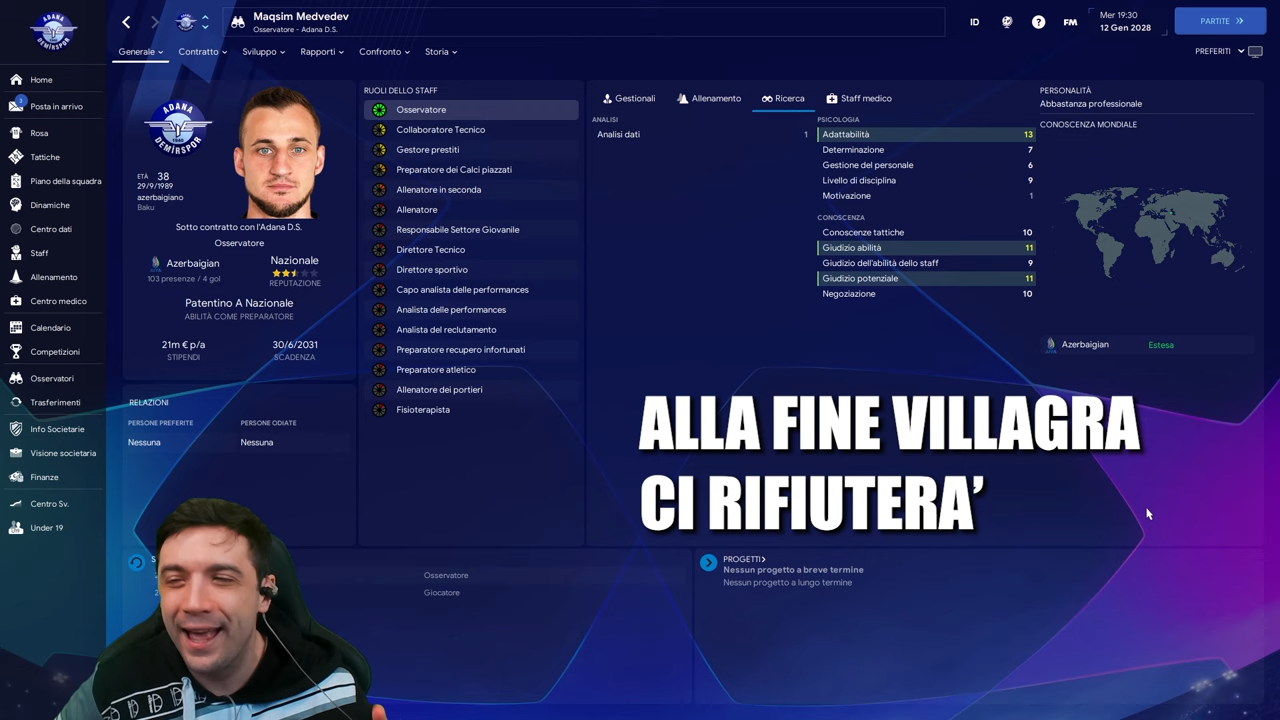 Maqsim Medvedev
Osservatore - Adana D.S.
ID
?
FM
Mer 19:30
12 Gen 2028
PARTITE
Generale
Contratto
Sviluppo
Rapporti
Confronto
Storia
PREFERITI
Home
1
Posta in arrivo
Rosa
Tattiche
Piano della squadra
Dinamiche
Centro dati
Staff
Allenamento
Centro medico
Calendario
Competizioni
Osservatori
Trasferimenti
Info Societarie
Visione societaria
Finanze
Centro Sv.
Under 19
ADANA
DEMİRSPOR
ETÀ 38
29/9/1989
azerbaigiano
Baku
Sotto contratto con l'Adana D.S.
Osservatore
Azerbaigian
103 presenze / 4 gol
Nazionale
REPUTAZIONE
Patentino A Nazionale
ABILITÀ COME PREPARATORE
21m € p/a
STIPENDI
30/6/2031
SCADENZA
RELAZIONI
PERSONE PREFERITE
PERSONE ODIATE
Nessuna
Nessuna
RUOLI DELLO STAFF
Osservatore
Collaboratore Tecnico
Gestore prestiti
Preparatore dei Calci piazzati
Allenatore in seconda
Allenatore
Responsabile Settore Giovanile
Direttore Tecnico
Direttore sportivo
Capo analista delle performances
Analista delle performances
Analista del reclutamento
Preparatore recupero infortunati
Preparatore atletico
Allenatore dei portieri
Fisioterapista
Gestionali
Allenamento
Ricerca
Staff medico
ANALISI
Analisi dati 1
PSICOLOGIA
Adattabilità 13
Determinazione 7
Gestione del personale 6
Livello di disciplina 9
Motivazione 1
CONOSCENZA
Conoscenze tattiche 10
Giudizio abilità 11
Giudizio dell'abilità dello staff 9
Giudizio potenziale 11
Negoziazione 10
PERSONALITÀ
Abbastanza professionale
CONOSCENZA MONDIALE
Azerbaigian Estesa
ALLA FINE VILLAGRA
CI RIFIUTERA'
Osservatore
Giocatore
PROGETTI
Nessun progetto a breve termine
Nessun progetto a lungo termine